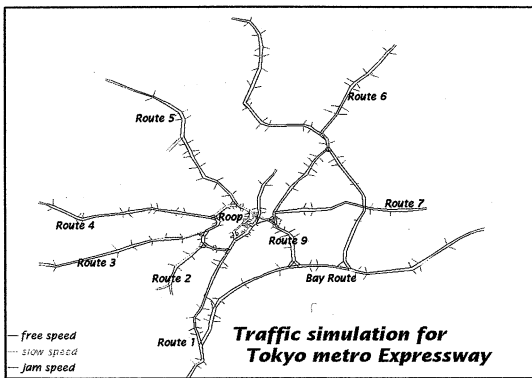 Route 6
Route 5
Route 4
Roop
Route 7
Route 9
Route 3
Route 2
Bay Route
Route 1
free speed
slow speed
jam speed
Traffic simulation for
Tokyo metro Expressway